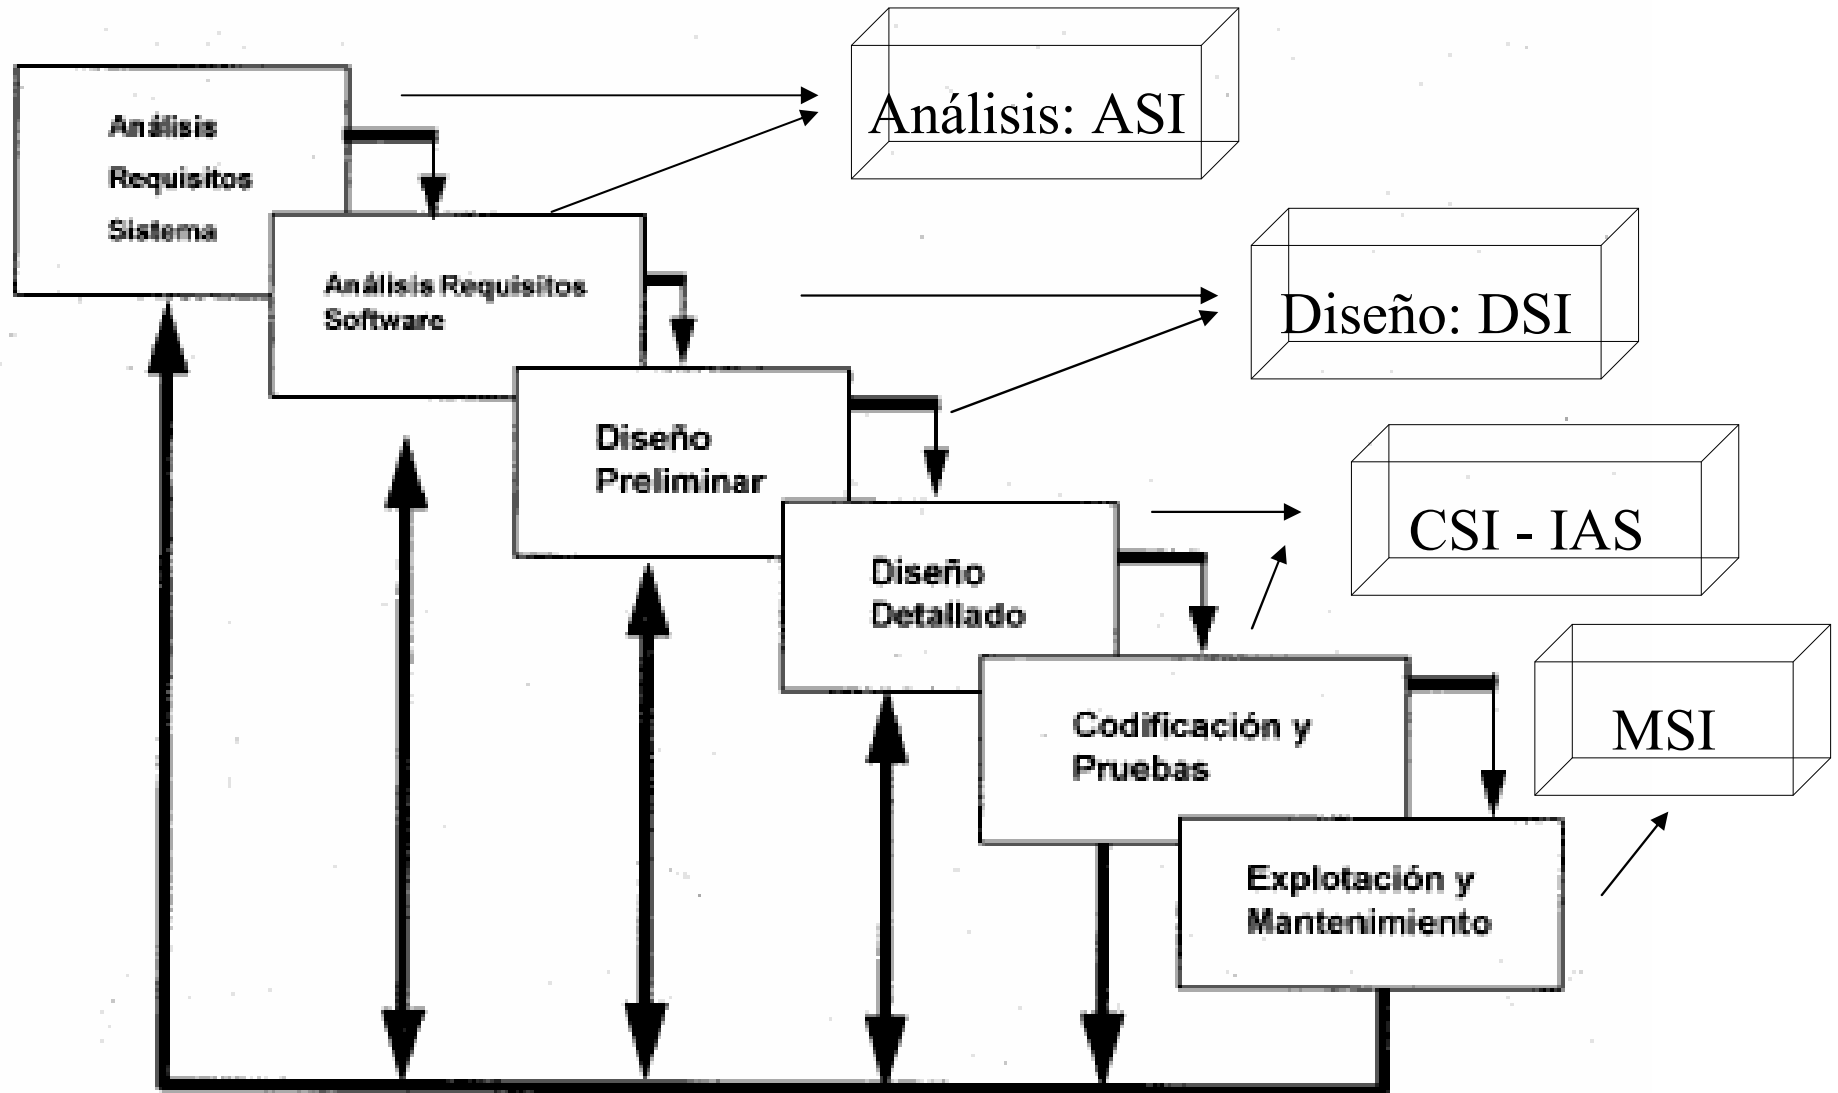 Análisis
Requisitos
Sistema
Análisis: ASI
Análisis Requisitos
Software
Diseño: DSI
Diseño
Preliminar
CSI - IAS
Diseño
Detallado
MSI
Codificación y
Pruebas
Explotación y
Mantenimiento